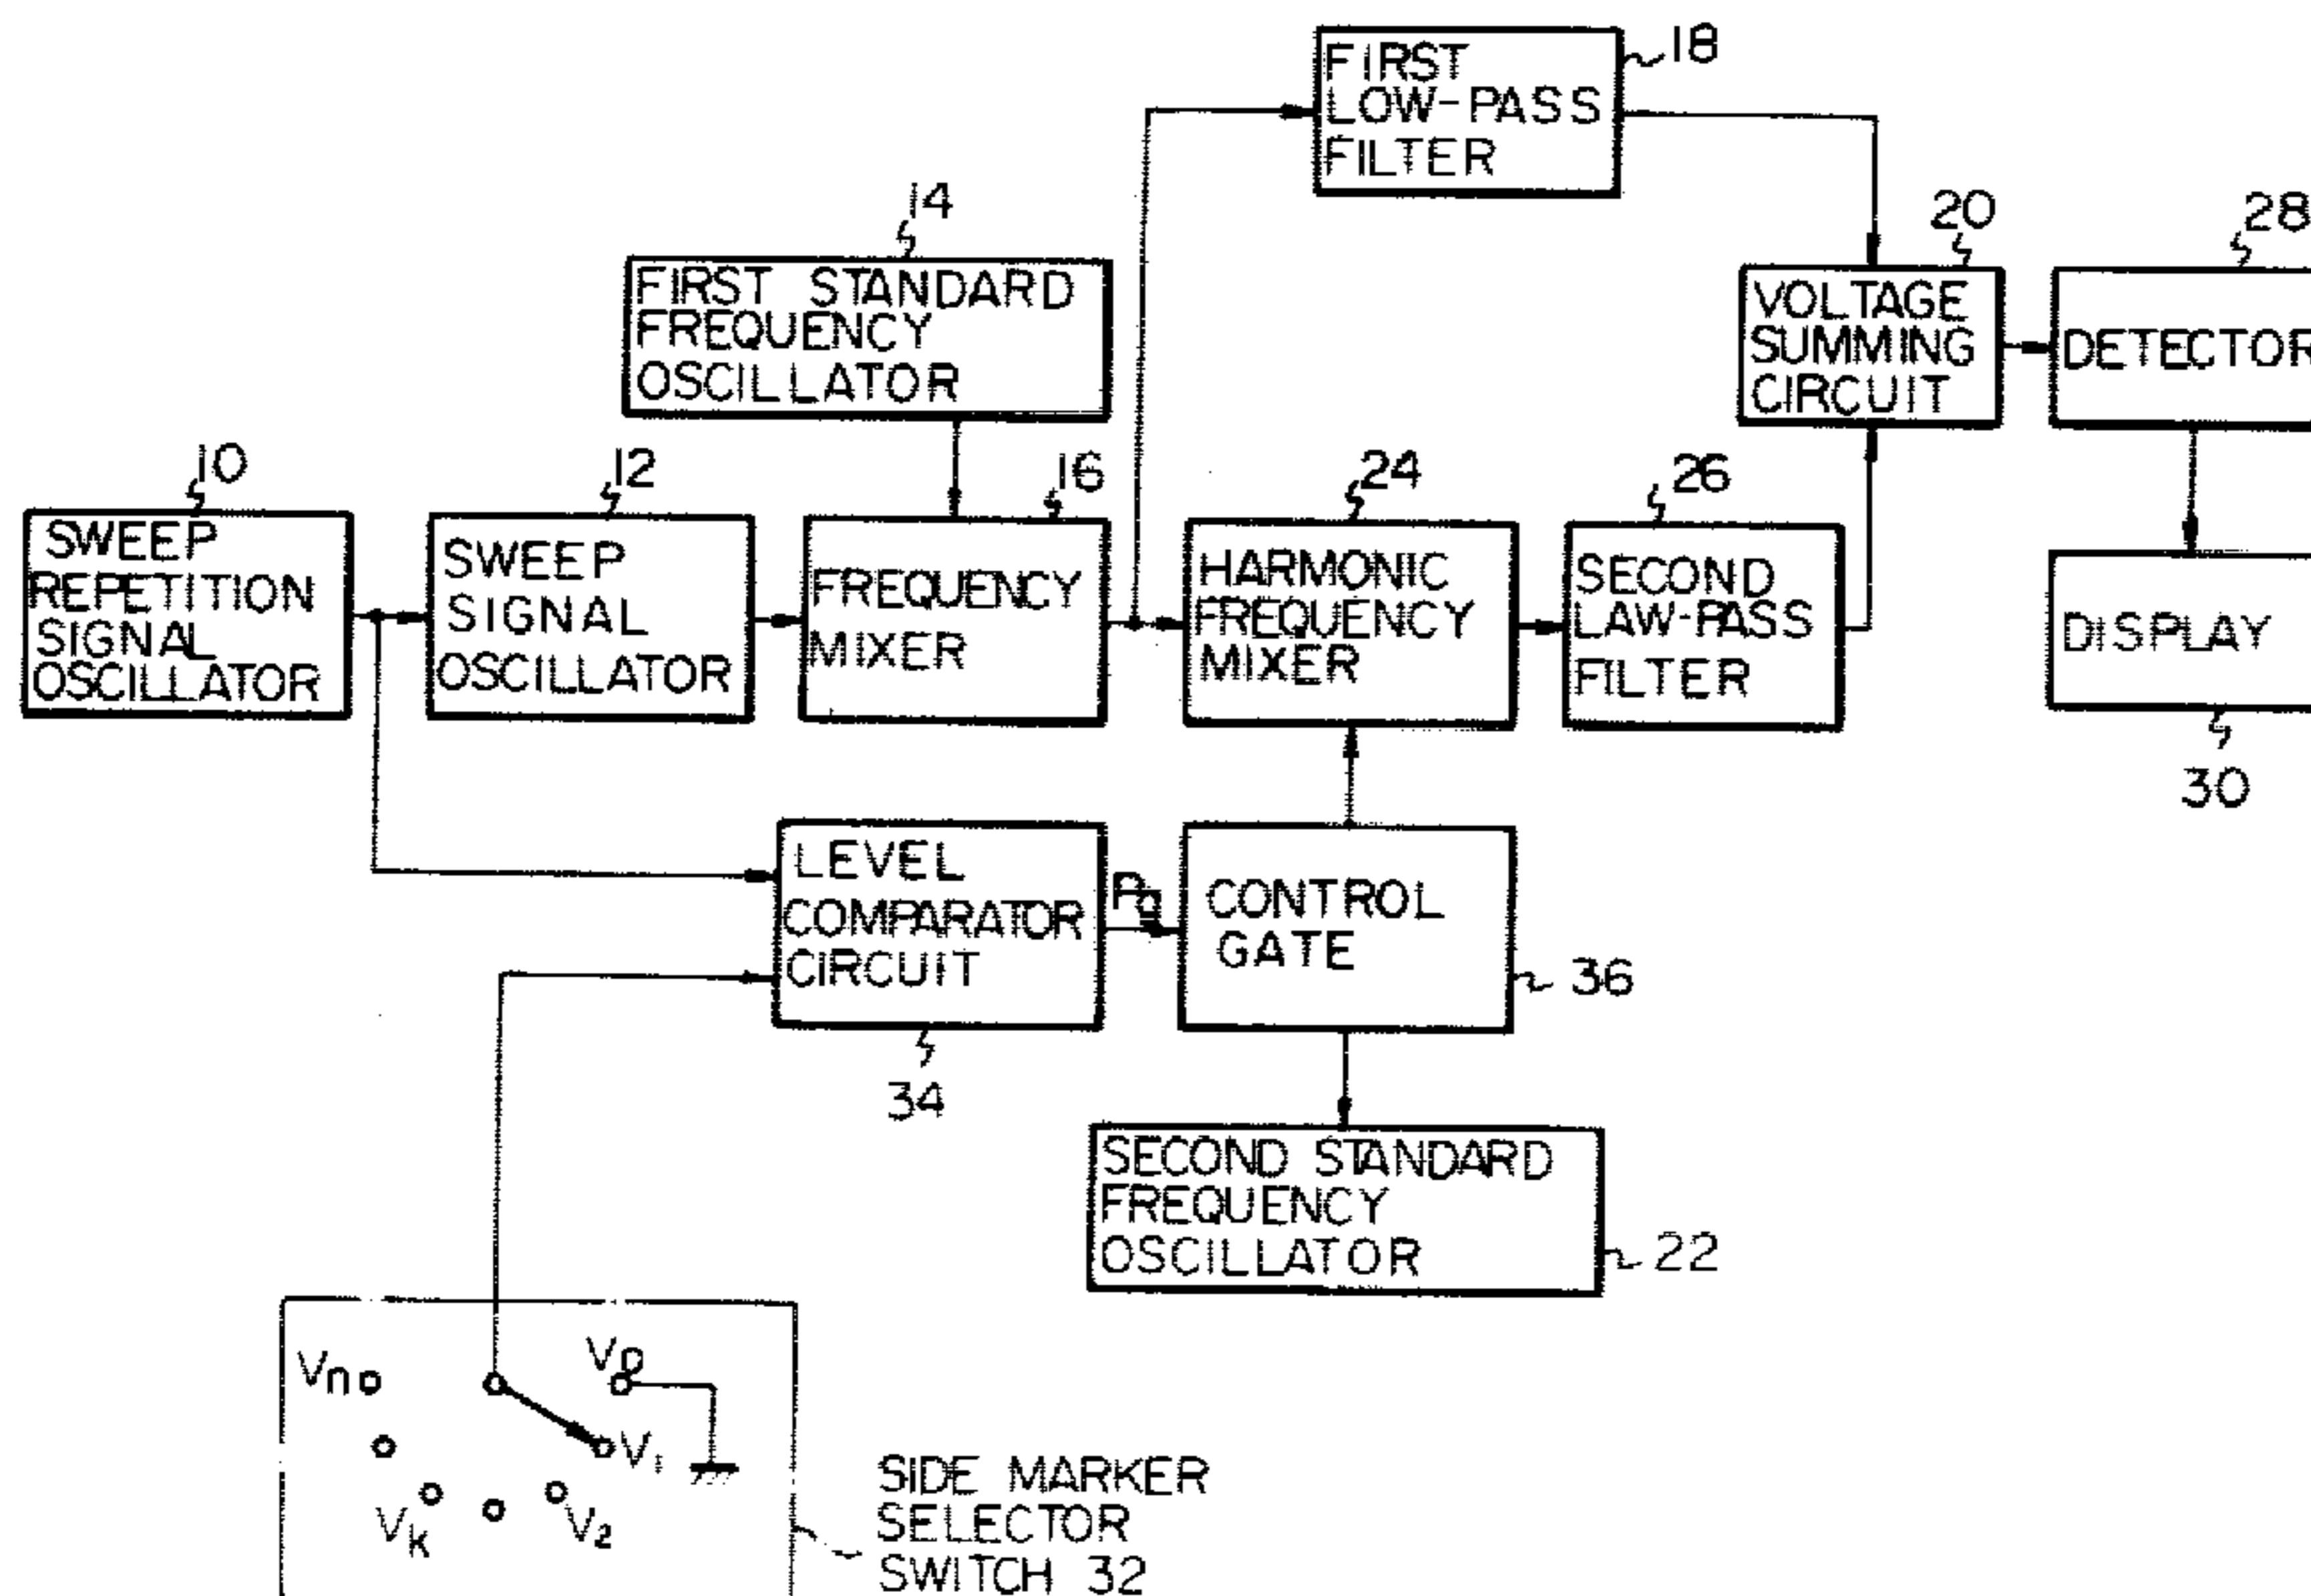 FIRST
LOW-PASS
FILTER
18
14
FIRST STANDARD
FREQUENCY
OSCILLATOR
20
VOLTAGE
SUMMING
CIRCUIT
28
DETECTOR
10
SWEEP
REPETITION
SIGNAL
OSCILLATOR
12
SWEEP
SIGNAL
OSCILLATOR
16
FREQUENCY
MIXER
24
HARMONIC
FREQUENCY
MIXER
26
SECOND
LAW-PASS
FILTER
DISPLAY
30
LEVEL
COMPARATOR
CIRCUIT
34
CONTROL
GATE
36
SECOND STANDARD
FREQUENCY
OSCILLATOR
22
Vn
V1
V2
Vk
SIDE MARKER
SELECTOR
SWITCH 32